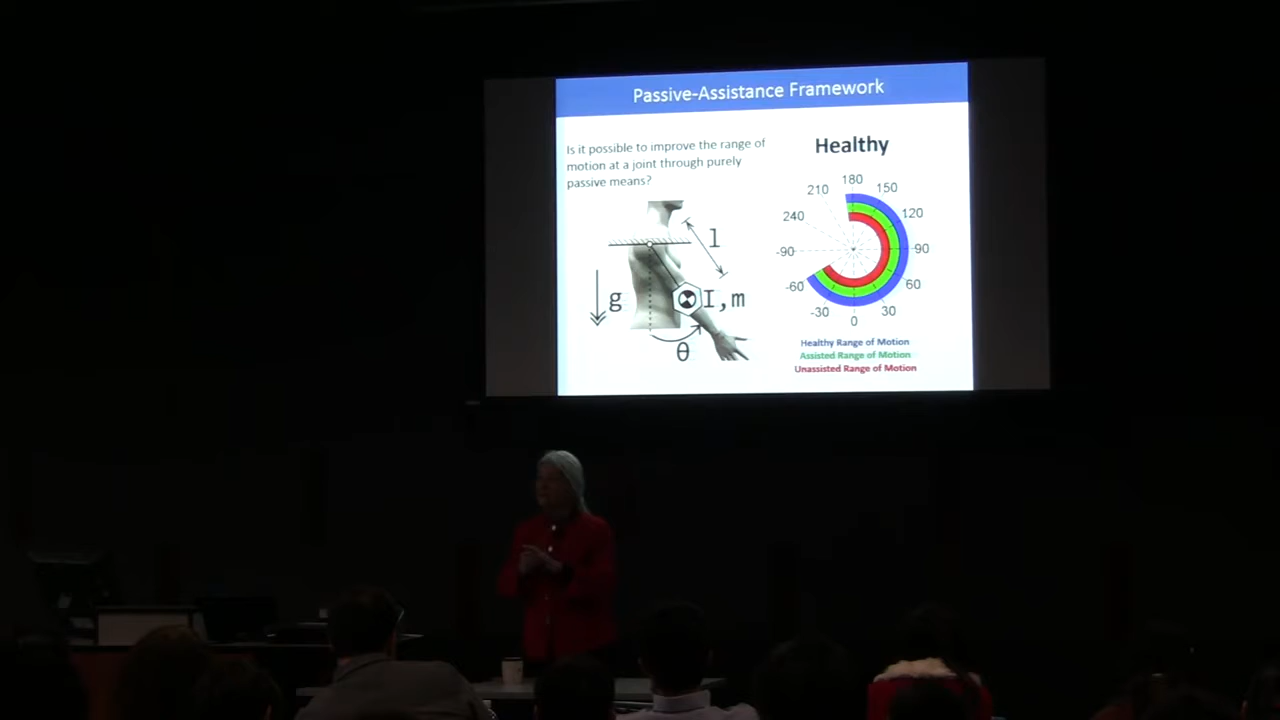 Passive-Assistance Framework
Is it possible to improve the range of
motion at a joint through purely
passive means?
l
g
I,m
θ
Healthy
180
210
150
240
120
-90
90
-60
60
-30
30
0
Healthy Range of Motion
Assisted Range of Motion
Unassisted Range of Motion